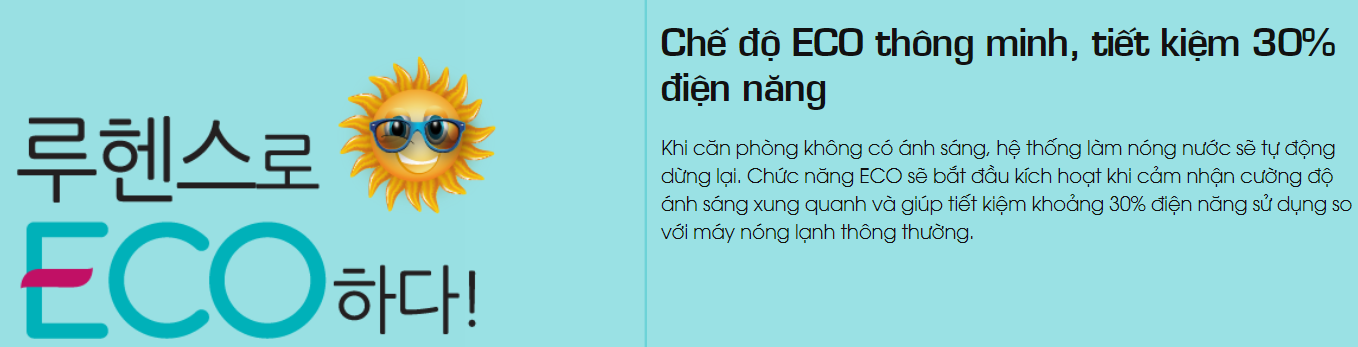 루헨스로
ECO하다!
Chế độ ECO thông minh, tiết kiệm 30%
điện năng
Khi căn phòng không có ánh sáng, hệ thống làm nóng nước sẽ tự động
dừng lại. Chức năng ECO sẽ bắt đầu kích hoạt khi cảm nhận cường độ
ánh sáng xung quanh và giúp tiết kiệm khoảng 30% điện năng sử dụng so
với máy nóng lạnh thông thường.